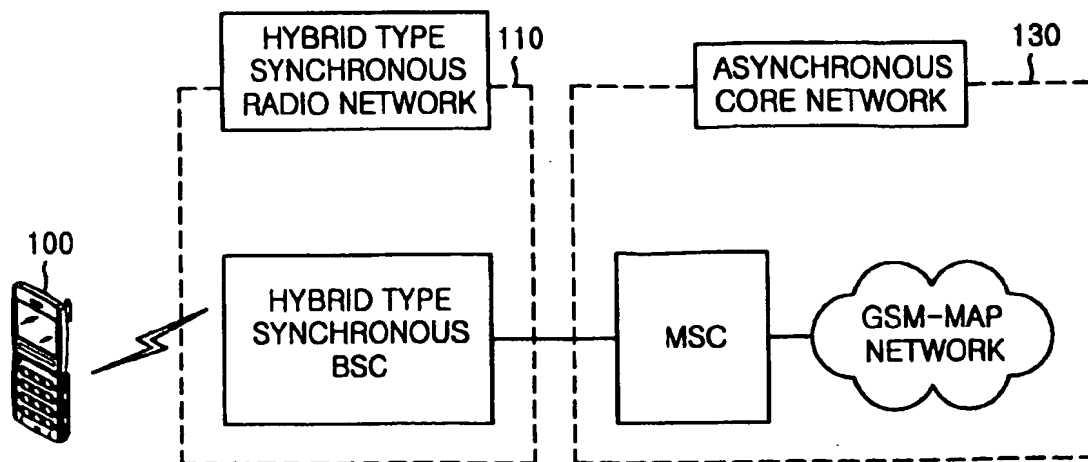 HYBRID TYPE
SYNCHRONOUS
RADIO NETWORK
110
ASYNCHRONOUS
CORE NETWORK
130
100
HYBRID TYPE
SYNCHRONOUS
BSC
MSC
GSM-MAP
NETWORK